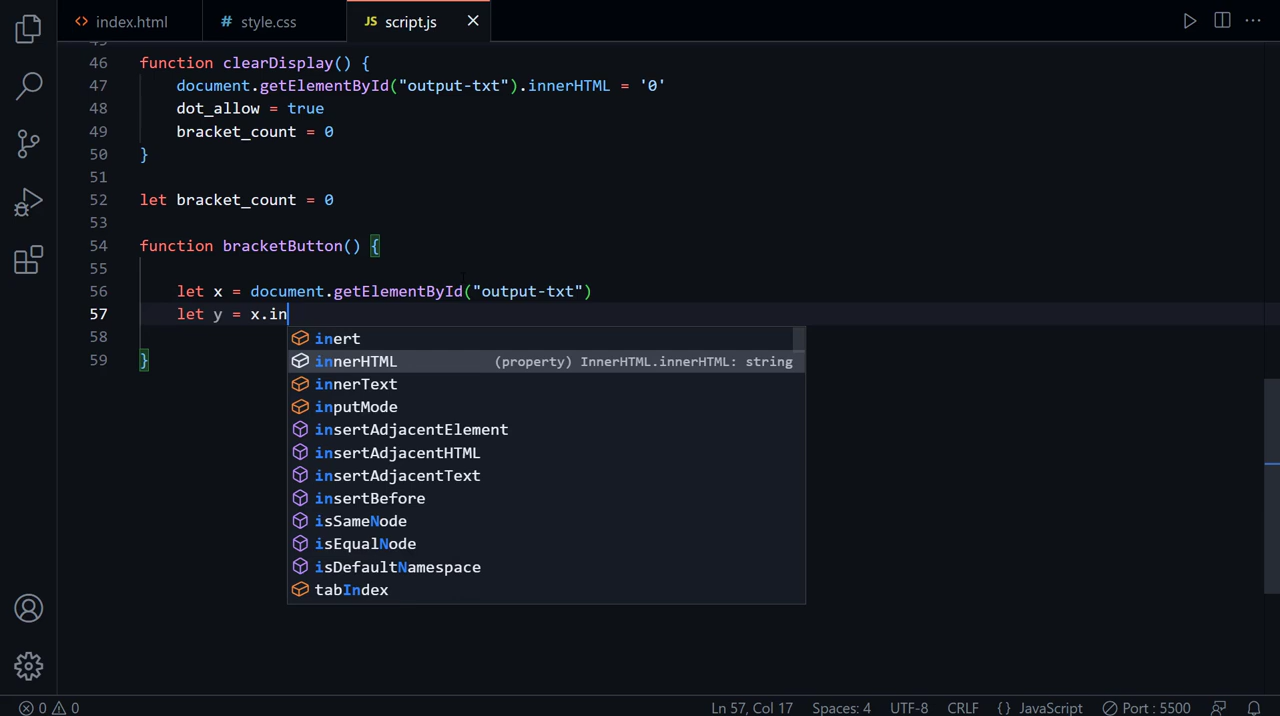 index.html
# style.css
JS script.js
45
46 function clearDisplay() {
47 document.getElementById("output-txt").innerHTML = '0'
48 dot_allow = true
49 bracket_count = 0
50 }
51
52 let bracket_count = 0
53
54 function bracketButton() {
55
56 let x = document.getElementById("output-txt")
57 let y = x.in
58
59 }
inert
innerHTML (property) InnerHTML.innerHTML: string
innerText
inputMode
insertAdjacentElement
insertAdjacentHTML
insertAdjacentText
insertBefore
isSameNode
isEqualNode
isDefaultNamespace
tabIndex
0 0 Ln 57, Col 17 Spaces: 4 UTF-8 CRLF {} JavaScript Port : 5500